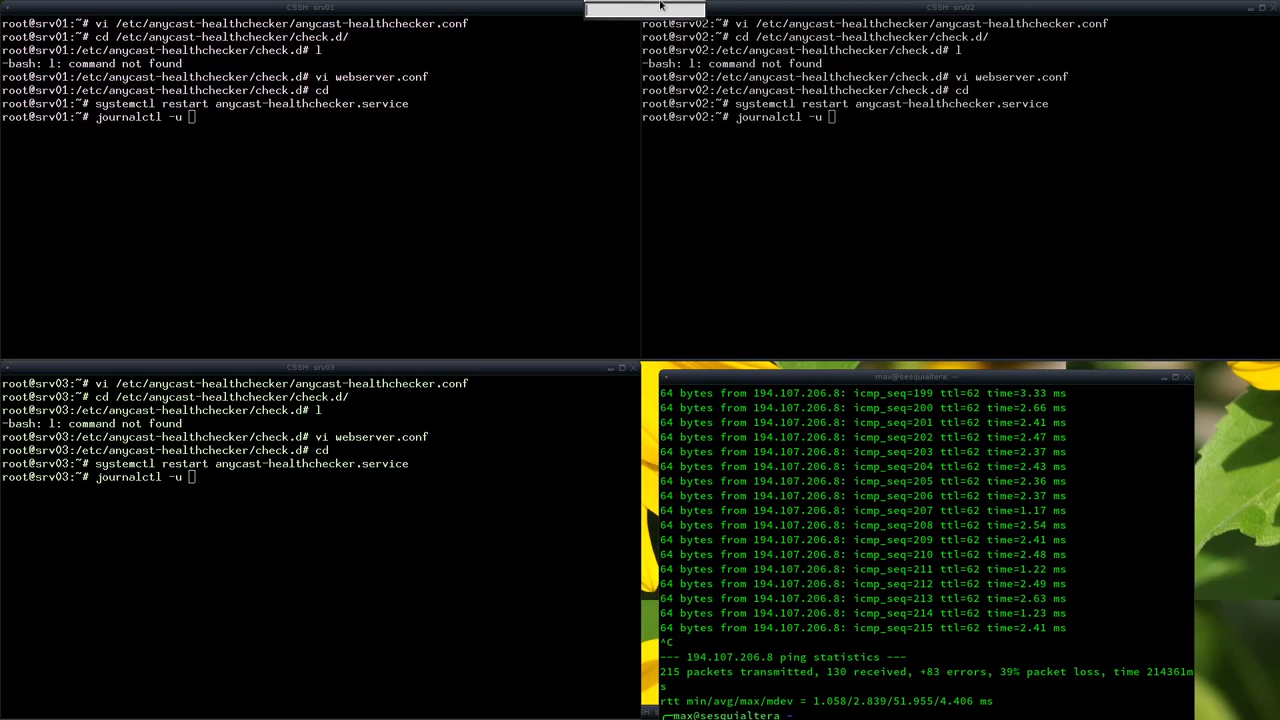 CSSH: srv01
root@srv01:~# vi /etc/anycast-healthchecker/anycast-healthchecker.conf
root@srv01:~# cd /etc/anycast-healthchecker/check.d/
root@srv01:/etc/anycast-healthchecker/check.d# l
-bash: l: command not found
root@srv01:/etc/anycast-healthchecker/check.d# vi webserver.conf
root@srv01:/etc/anycast-healthchecker/check.d# cd
root@srv01:~# systemctl restart anycast-healthchecker.service
root@srv01:~# journalctl -u
CSSH: srv02
root@srv02:~# vi /etc/anycast-healthchecker/anycast-healthchecker.conf
root@srv02:~# cd /etc/anycast-healthchecker/check.d/
root@srv02:/etc/anycast-healthchecker/check.d# l
-bash: l: command not found
root@srv02:/etc/anycast-healthchecker/check.d# vi webserver.conf
root@srv02:/etc/anycast-healthchecker/check.d# cd
root@srv02:~# systemctl restart anycast-healthchecker.service
root@srv02:~# journalctl -u
CSSH: srv03
root@srv03:~# vi /etc/anycast-healthchecker/anycast-healthchecker.conf
root@srv03:~# cd /etc/anycast-healthchecker/check.d/
root@srv03:/etc/anycast-healthchecker/check.d# l
-bash: l: command not found
root@srv03:/etc/anycast-healthchecker/check.d# vi webserver.conf
root@srv03:/etc/anycast-healthchecker/check.d# cd
root@srv03:~# systemctl restart anycast-healthchecker.service
root@srv03:~# journalctl -u
max@sesquialtera: ~
64 bytes from 194.107.206.8: icmp_seq=199 ttl=62 time=3.33 ms
64 bytes from 194.107.206.8: icmp_seq=200 ttl=62 time=2.66 ms
64 bytes from 194.107.206.8: icmp_seq=201 ttl=62 time=2.41 ms
64 bytes from 194.107.206.8: icmp_seq=202 ttl=62 time=2.47 ms
64 bytes from 194.107.206.8: icmp_seq=203 ttl=62 time=2.37 ms
64 bytes from 194.107.206.8: icmp_seq=204 ttl=62 time=2.43 ms
64 bytes from 194.107.206.8: icmp_seq=205 ttl=62 time=2.36 ms
64 bytes from 194.107.206.8: icmp_seq=206 ttl=62 time=2.37 ms
64 bytes from 194.107.206.8: icmp_seq=207 ttl=62 time=1.17 ms
64 bytes from 194.107.206.8: icmp_seq=208 ttl=62 time=2.54 ms
64 bytes from 194.107.206.8: icmp_seq=209 ttl=62 time=2.41 ms
64 bytes from 194.107.206.8: icmp_seq=210 ttl=62 time=2.48 ms
64 bytes from 194.107.206.8: icmp_seq=211 ttl=62 time=1.22 ms
64 bytes from 194.107.206.8: icmp_seq=212 ttl=62 time=2.49 ms
64 bytes from 194.107.206.8: icmp_seq=213 ttl=62 time=2.63 ms
64 bytes from 194.107.206.8: icmp_seq=214 ttl=62 time=1.23 ms
64 bytes from 194.107.206.8: icmp_seq=215 ttl=62 time=2.41 ms
^C
--- 194.107.206.8 ping statistics ---
215 packets transmitted, 130 received, +83 errors, 39% packet loss, time 214361m
s
rtt min/avg/max/mdev = 1.058/2.839/51.955/4.406 ms
╭─max@sesquialtera ~